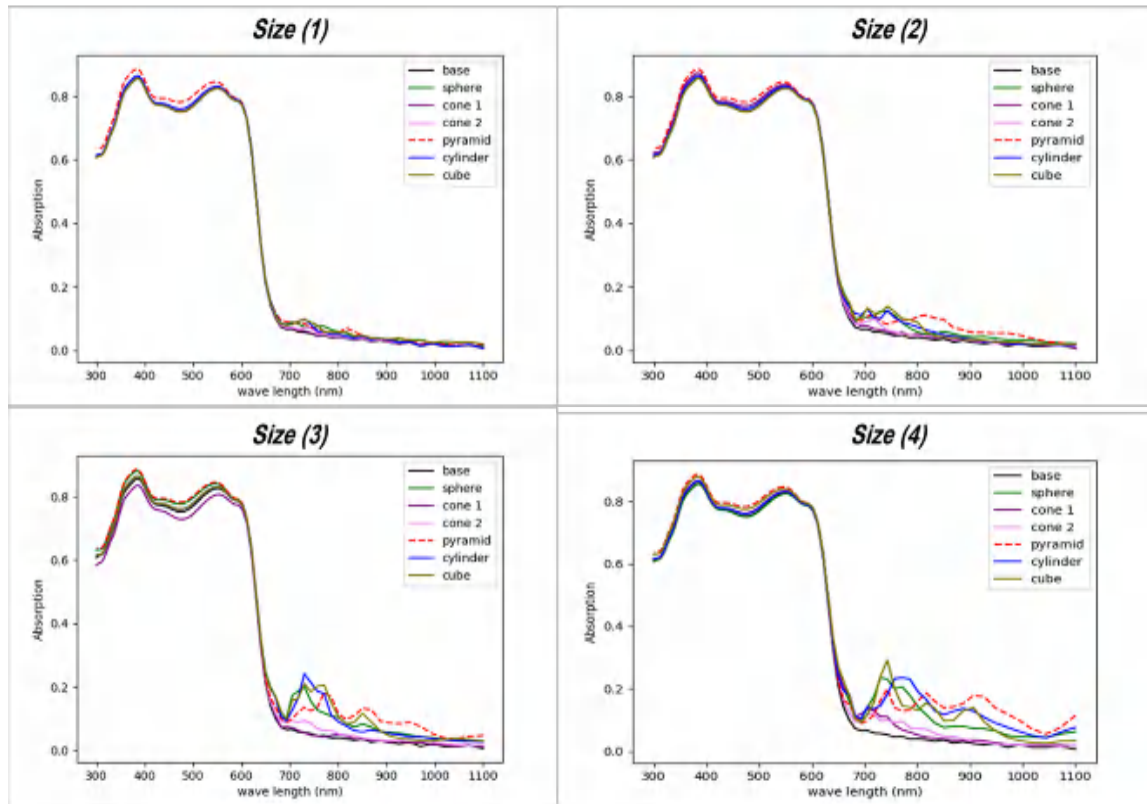 Size (1)
0.8
0.6
0.4
0.2
0.0
Absorption
base
sphere
cone 1
cone 2
pyramid
cylinder
cube
300 400 500 600 700 800 900 1000 1100
wave length (nm)
Size (2)
0.8
0.6
0.4
0.2
0.0
Absorption
base
sphere
cone 1
cone 2
pyramid
cylinder
cube
300 400 500 600 700 800 900 1000 1100
wave length (nm)
Size (3)
0.8
0.6
0.4
0.2
0.0
Absorption
base
sphere
cone 1
cone 2
pyramid
cylinder
cube
300 400 500 600 700 800 900 1000 1100
wave length (nm)
Size (4)
0.8
0.6
0.4
0.2
0.0
Absorption
base
sphere
cone 1
cone 2
pyramid
cylinder
cube
300 400 500 600 700 800 900 1000 1100
wave length (nm)